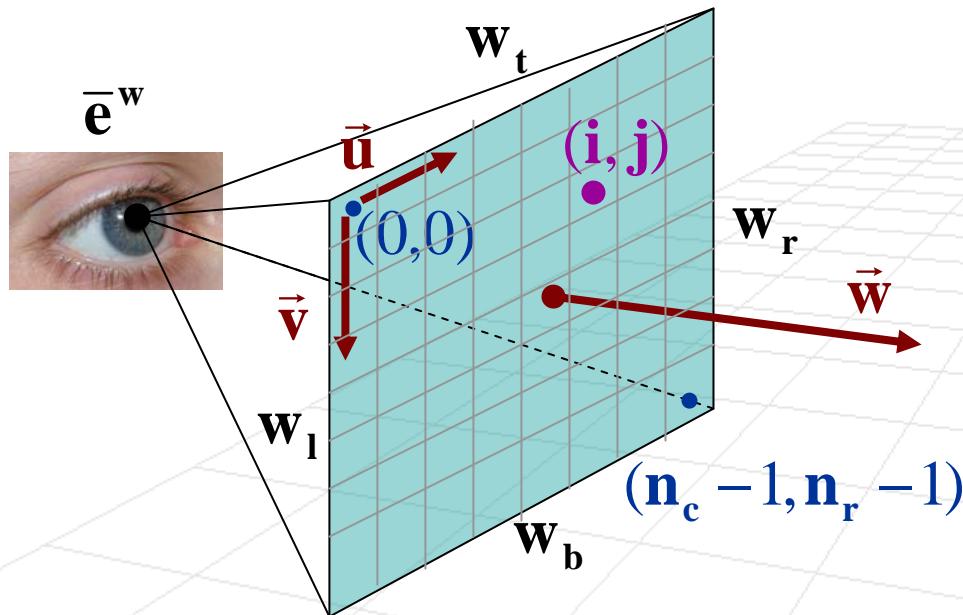 w_t
e̅^w
u⃗
(i, j)
(0,0)
w_r
v⃗
w⃗
w_l
(n_c −1, n_r −1)
w_b